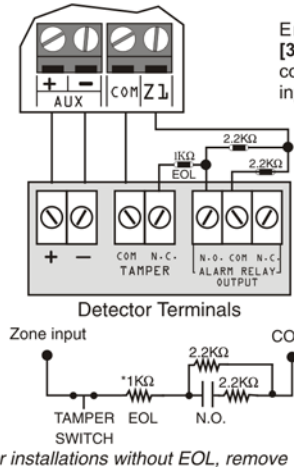 E
[3
+ − COM Z1
co
AUX
in
2.2KΩ
1KΩ
2.2KΩ
EOL
+ − COM N.C. N.O. COM N.C.
TAMPER ALARM RELAY
OUTPUT
Detector Terminals
Zone input CO
2.2KΩ
*1KΩ 2.2KΩ
TAMPER EOL N.O.
SWITCH
r installations without EOL, remove